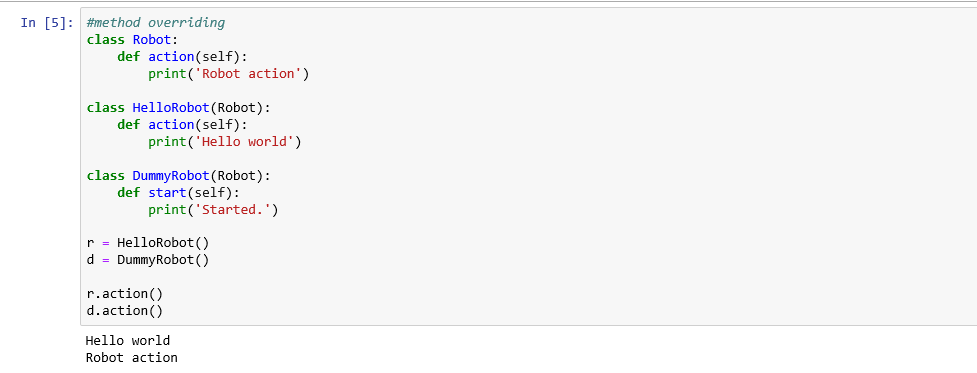 In [5]: #method overriding
class Robot:
    def action(self):
        print('Robot action')
class HelloRobot(Robot):
    def action(self):
        print('Hello world')
class DummyRobot(Robot):
    def start(self):
        print('Started.')
r = HelloRobot()
d = DummyRobot()
r.action()
d.action()
Hello world
Robot action